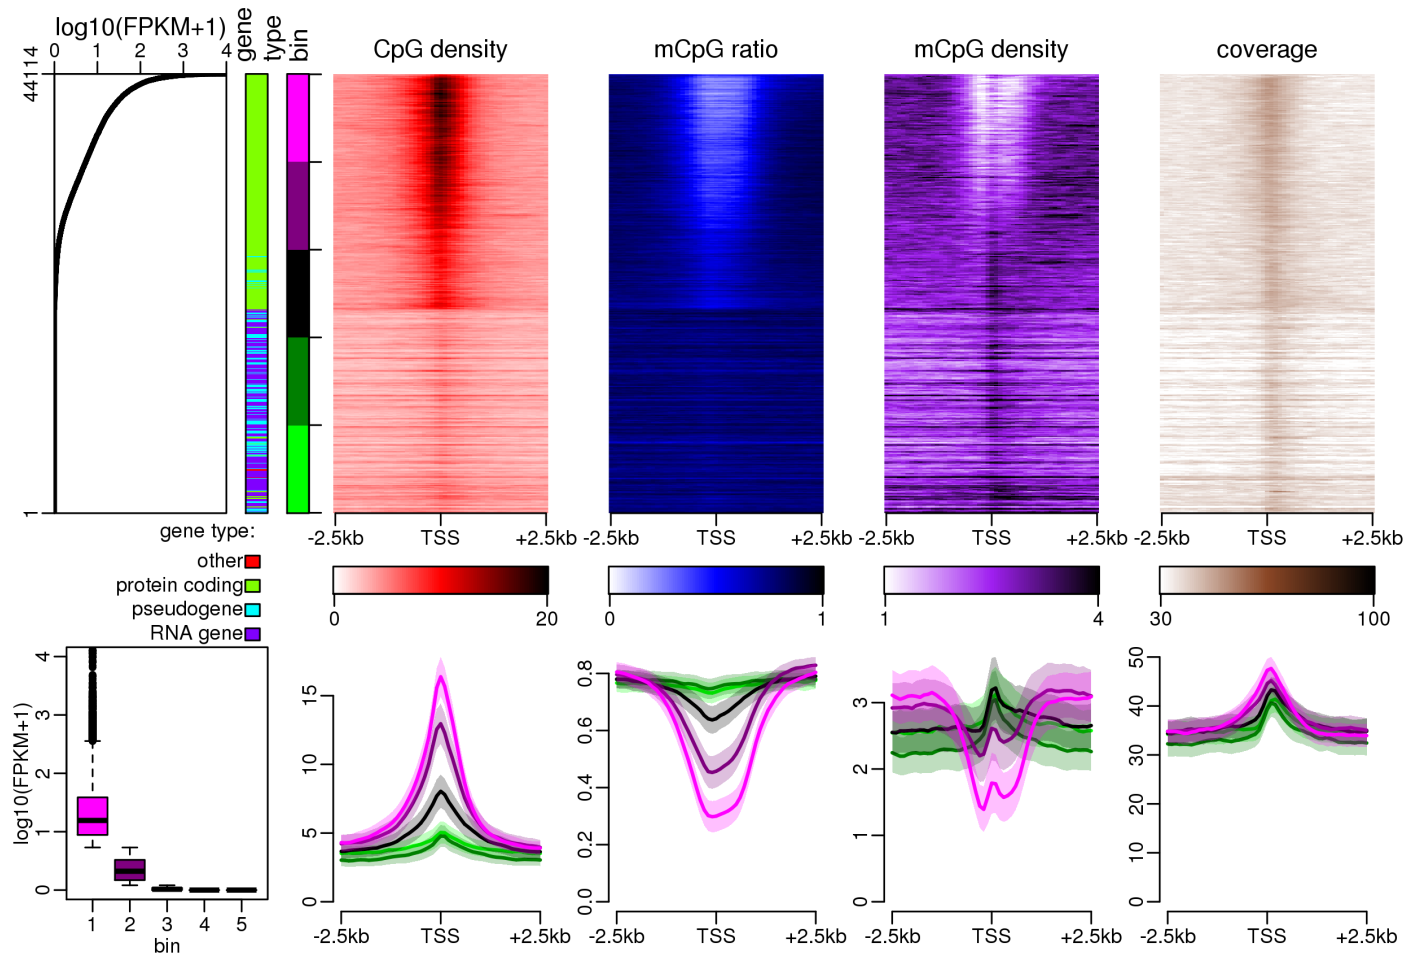 log10(FPKM+1)
0 1 2 3 4
44114
1
gene
type
bin
CpG density
mCpG ratio
mCpG density
coverage
-2.5kb TSS +2.5kb
-2.5kb TSS +2.5kb
-2.5kb TSS +2.5kb
-2.5kb TSS +2.5kb
gene type:
other
protein coding
pseudogene
RNA gene
0 20
0 1
1 4
30 100
log10(FPKM+1)
4
3
2
1
0
1 2 3 4 5
bin
15
10
5
0
-2.5kb TSS +2.5kb
0.8
0.6
0.4
0.2
0.0
-2.5kb TSS +2.5kb
3
2
1
0
-2.5kb TSS +2.5kb
50
40
30
20
10
0
-2.5kb TSS +2.5kb